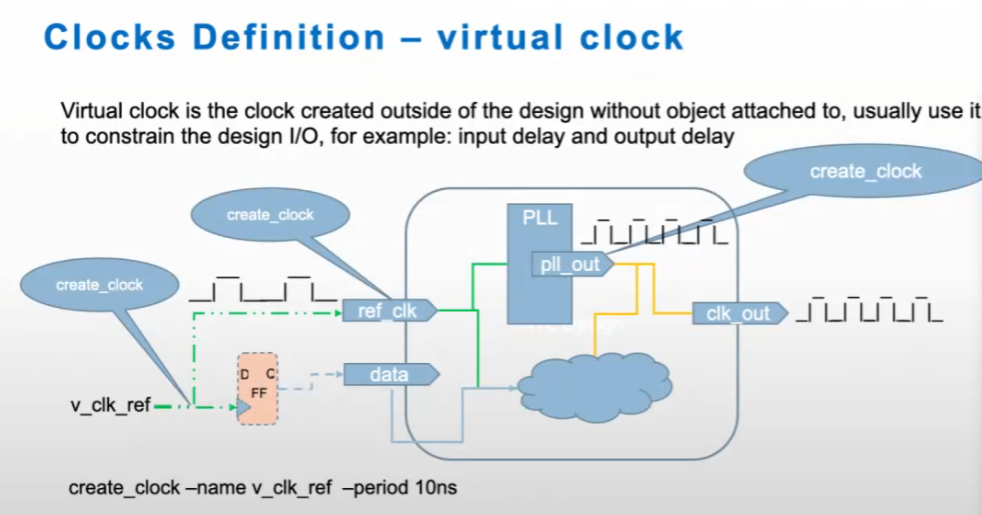 Clocks Definition – virtual clock
Virtual clock is the clock created outside of the design without object attached to, usually use it
to constrain the design I/O, for example: input delay and output delay
create_clock
create_clock
create_clock
PLL
pll_out
ref_clk
clk_out
Design
data
D C
FF
v_clk_ref
create_clock –name v_clk_ref –period 10ns